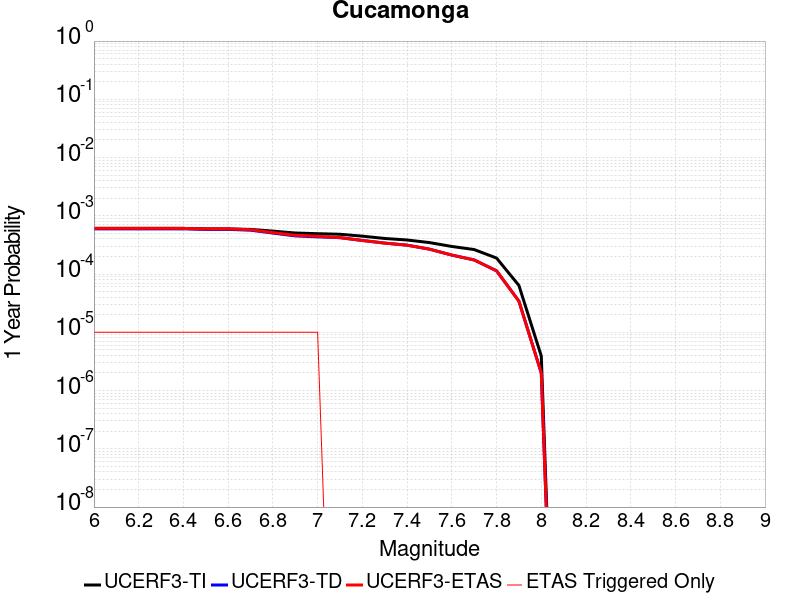 Cucamonga
10^0
10^-1
10^-2
10^-3
10^-4
10^-5
10^-6
10^-7
10^-8
1 Year Probability
6 6.2 6.4 6.6 6.8 7 7.2 7.4 7.6 7.8 8 8.2 8.4 8.6 8.8 9
Magnitude
UCERF3-TI UCERF3-TD UCERF3-ETAS ETAS Triggered Only